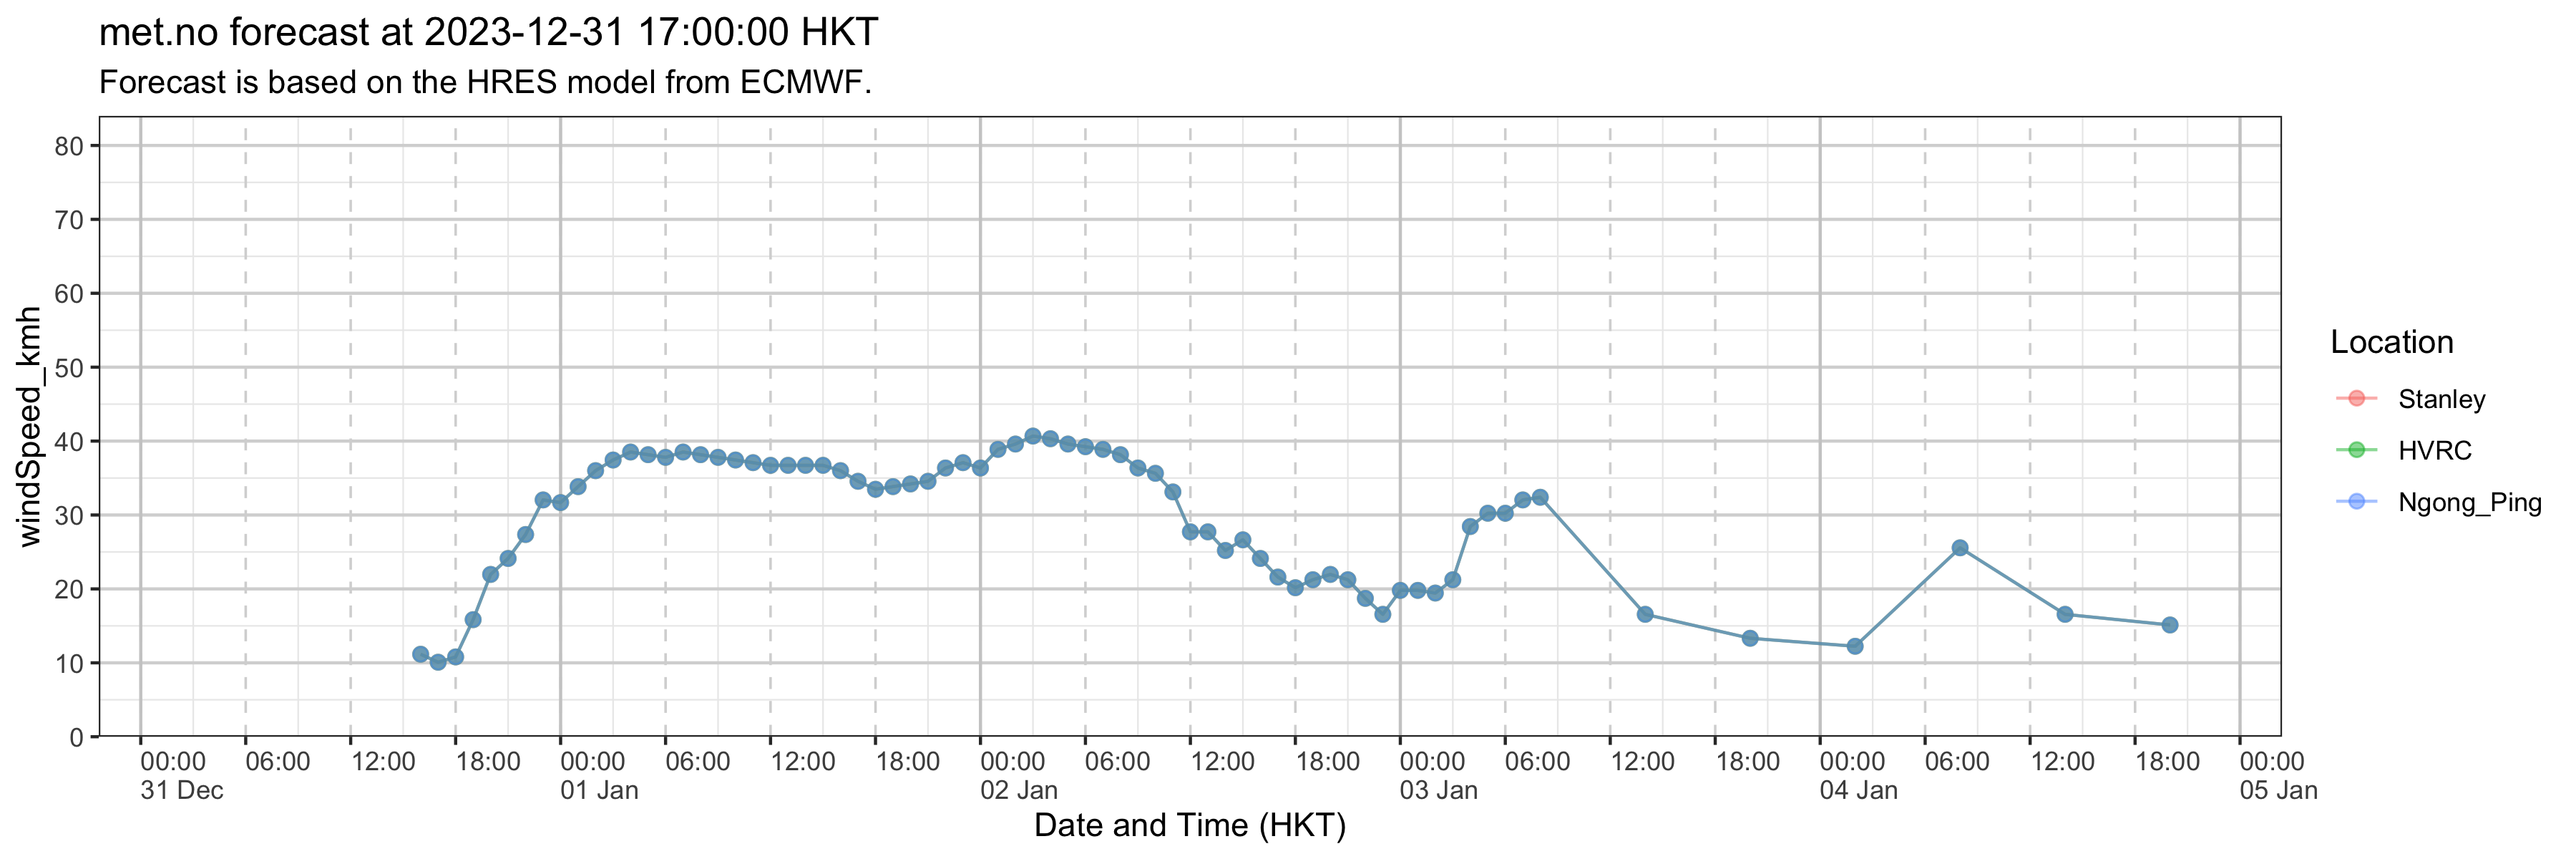 met.no forecast at 2023-12-31 17:00:00 HKT
Forecast is based on the HRES model from ECMWF.
windSpeed_kmh
80
70
60
50
40
30
20
10
0
00:00 06:00 12:00 18:00 00:00 06:00 12:00 18:00 00:00 06:00 12:00 18:00 00:00 06:00 12:00 18:00 00:00 06:00 12:00 18:00 00:00
31 Dec 01 Jan 02 Jan 03 Jan 04 Jan 05 Jan
Date and Time (HKT)
Location
Stanley
HVRC
Ngong_Ping